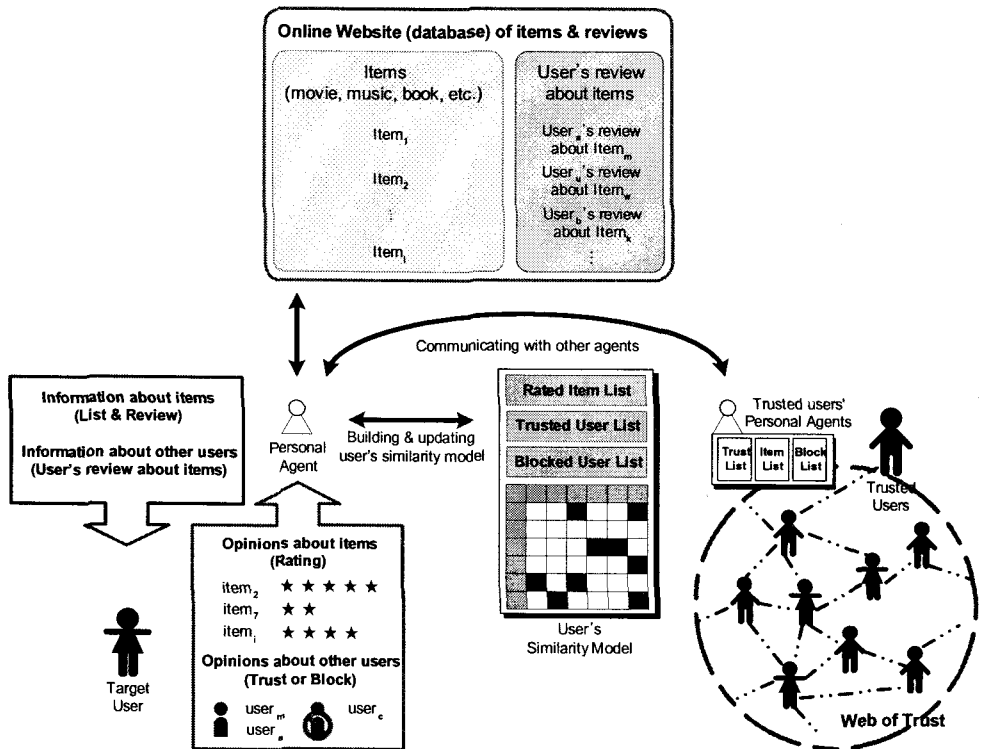 Online Website (database) of items & reviews
Items
(movie, music, book, etc.)
Item₁
Item₂
⋮
Itemᵢ
User's review
about items
Userₐ's review
about Itemₘ
Userᵤ's review
about Item_w
User_b's review
about Itemₖ
⋮
Communicating with other agents
Information about items
(List & Review)
Information about other users
(User's review about items)
Personal
Agent
Building & updating
user's similarity model
Rated Item List
Trusted User List
Blocked User List
User's
Similarity Model
Trusted users'
Personal Agents
Trust
List
Item
List
Block
List
Trusted
Users
Web of Trust
Opinions about items
(Rating)
item₂ ★ ★ ★ ★ ★
item₇ ★ ★
itemᵢ ★ ★ ★ ★
Opinions about other users
(Trust or Block)
userₘ,
user
user_c
Target
User